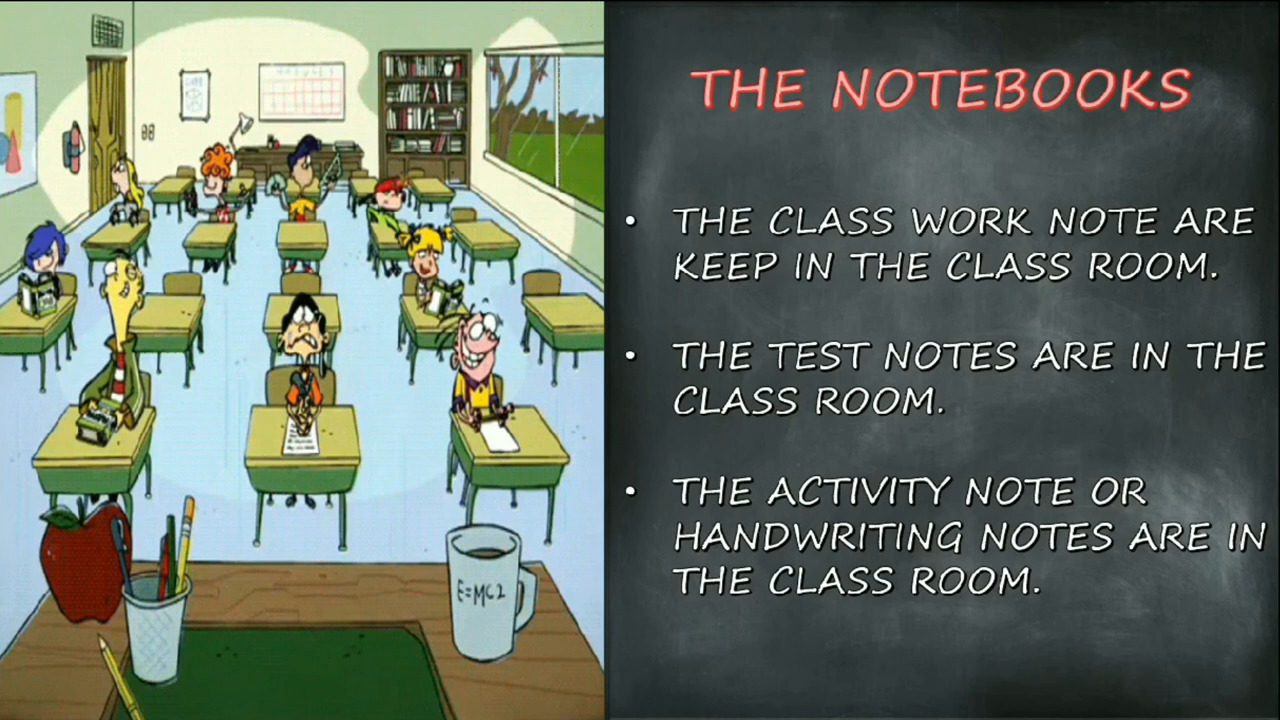 THE NOTEBOOKS
• THE CLASS WORK NOTE ARE
KEEP IN THE CLASS ROOM.
• THE TEST NOTES ARE IN THE
CLASS ROOM.
• THE ACTIVITY NOTE OR
HANDWRITING NOTES ARE IN
THE CLASS ROOM.
E=MC2